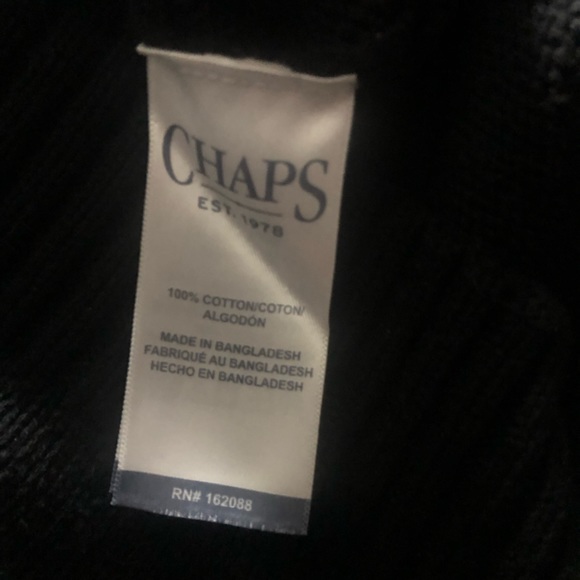 CHAPS
EST. 1978
100% COTTON/COTON/
ALGODÓN
MADE IN BANGLADESH
FABRIQUÉ AU BANGLADESH
HECHO EN BANGLADESH
RN# 162088